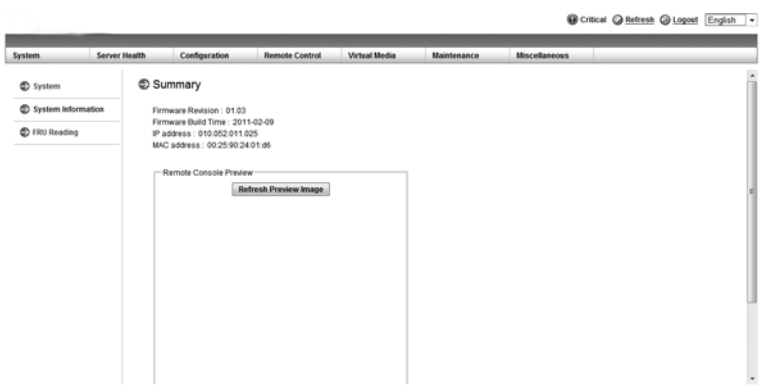 Critical Refresh Logout English
System Server Health Configuration Remote Control Virtual Media Maintenance Miscellaneous
System
System Information
FRU Reading
Summary
Firmware Revision : 01.03
Firmware Build Time : 2011-02-09
IP address : 010.052.011.025
MAC address : 00:25:90:24:01:d6
Remote Console Preview
Refresh Preview Image